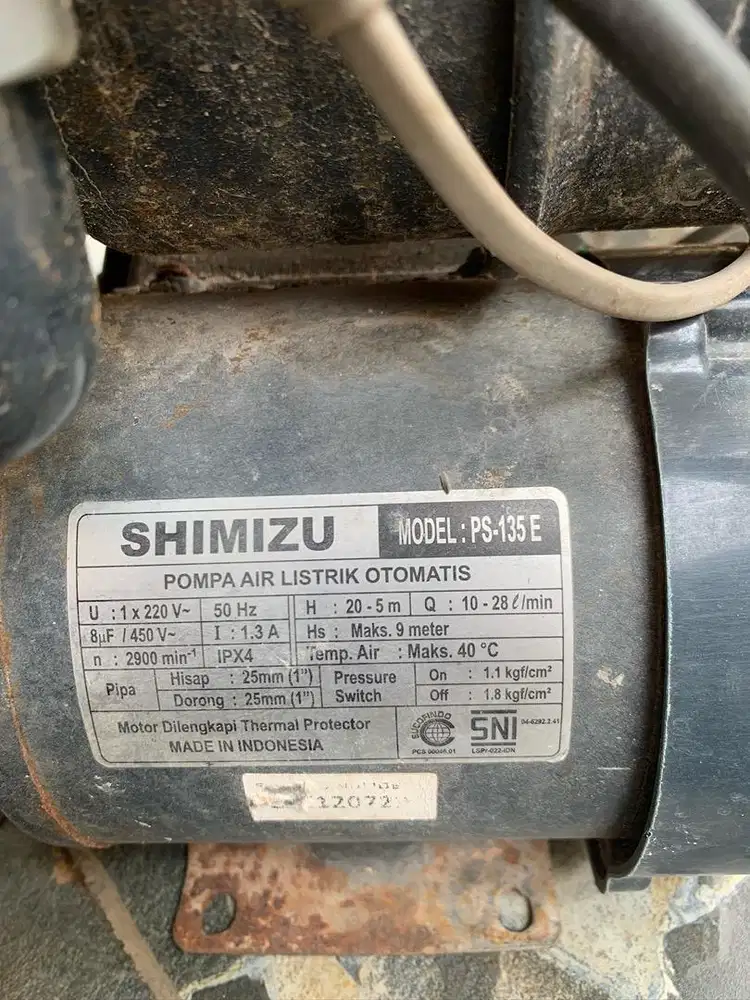 SHIMIZU MODEL : PS-135 E
POMPA AIR LISTRIK OTOMATIS
U : 1 x 220 V~ 50 Hz H : 20 - 5 m Q : 10 - 28 ℓ/min
8µF / 450 V~ I : 1.3 A Hs : Maks. 9 meter
n : 2900 min⁻¹ IPX4 Temp. Air : Maks. 40 °C
Pipa Hisap : 25mm (1") Pressure Switch On : 1.1 kgf/cm²
Dorong : 25mm (1") Off : 1.8 kgf/cm²
Motor Dilengkapi Thermal Protector
MADE IN INDONESIA
SUCOFINDO
SNI